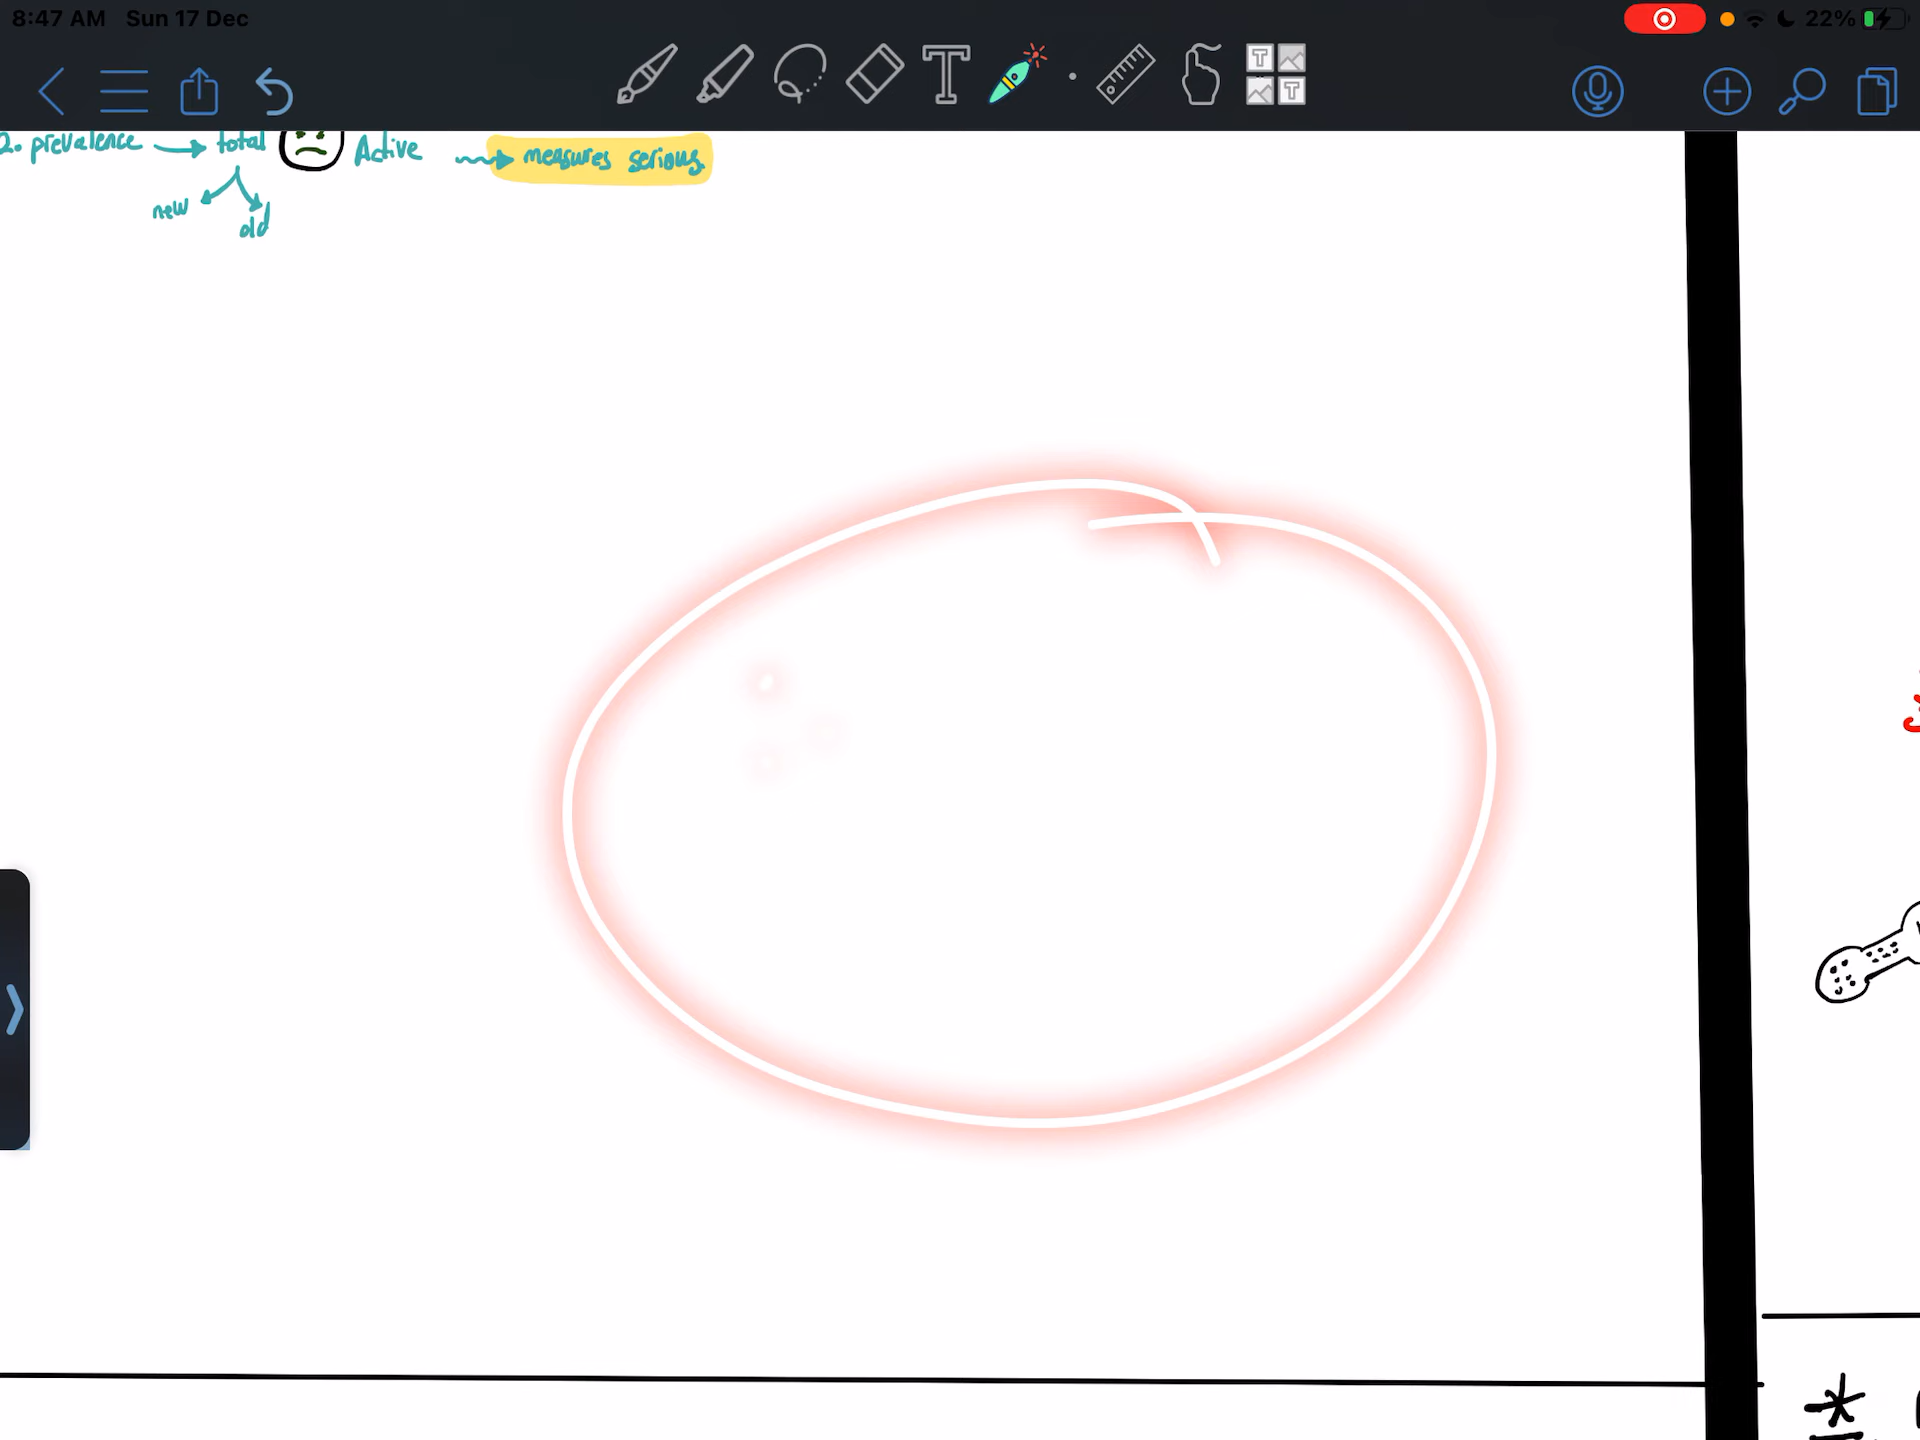 8:47 AM Sun 17 Dec
22%
2. prevalence → total Active → measures serious
new
old
*